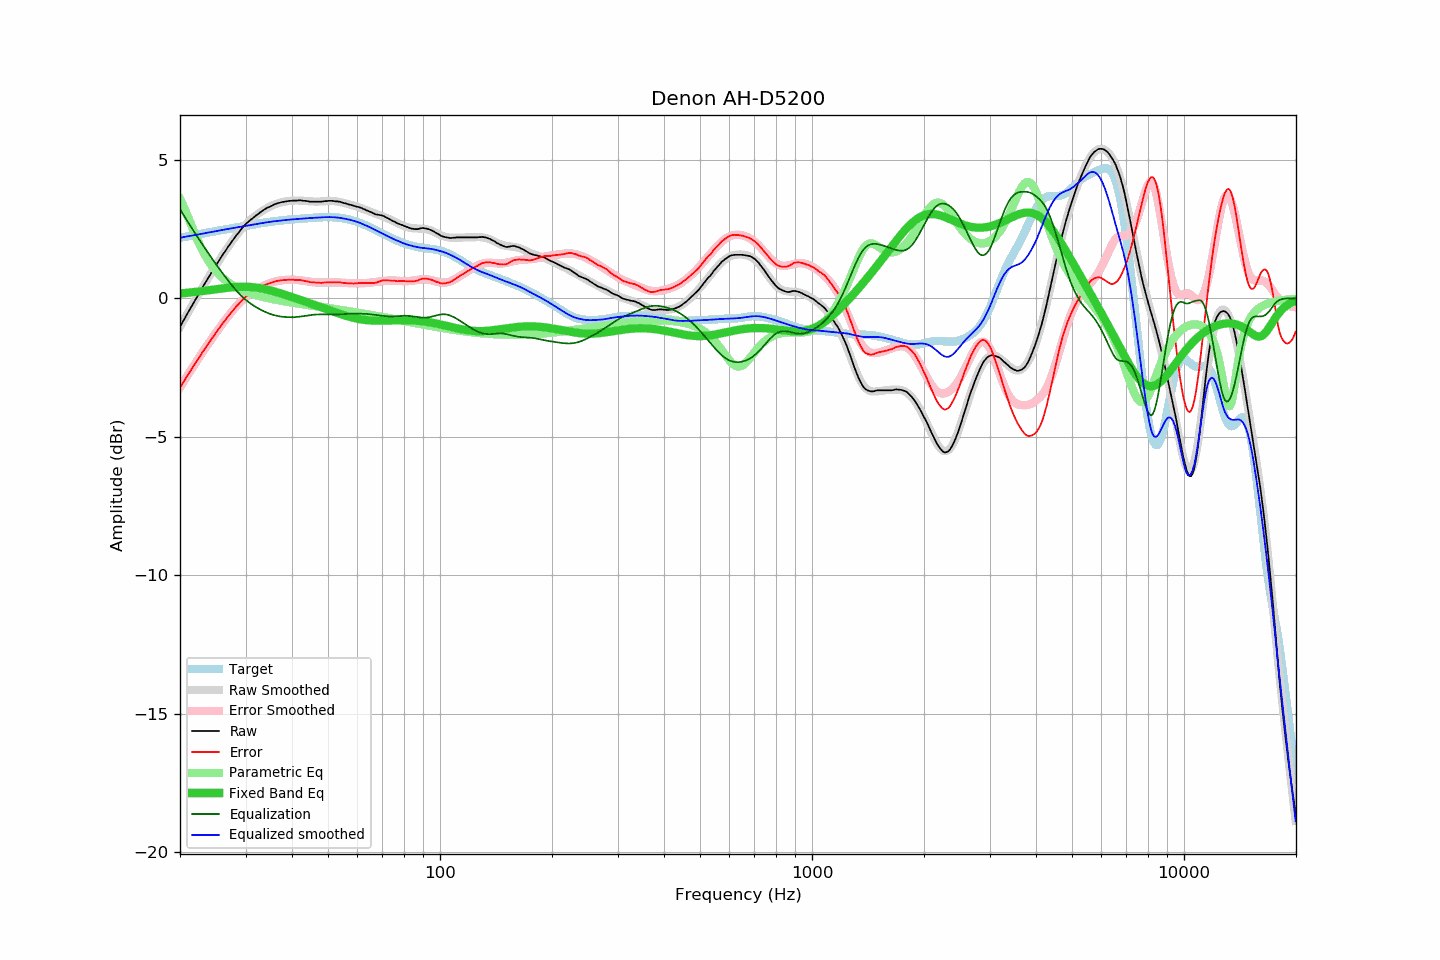 Denon AH-D5200
5
0
−5
−10
−15
−20
Amplitude (dBr)
Target
Raw Smoothed
Error Smoothed
Raw
Error
Parametric Eq
Fixed Band Eq
Equalization
Equalized smoothed
100
1000
10000
Frequency (Hz)